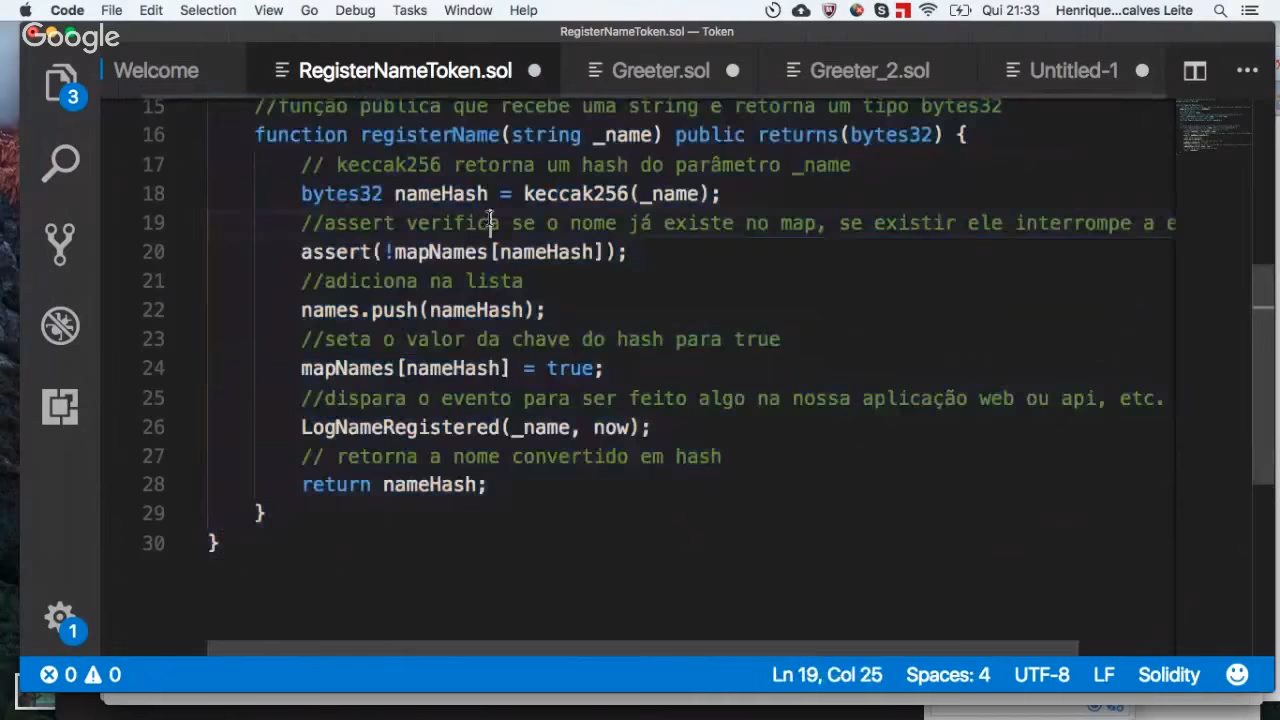 Code File Edit Selection View Go Debug Tasks Window Help Qui 21:33 Henrique...calves Leite
RegisterNameToken.sol — Token
Google
Welcome RegisterNameToken.sol Greeter.sol Greeter_2.sol Untitled-1
3
15 //função publica que recebe uma string e retorna um tipo bytes32
16 function registerName(string _name) public returns(bytes32) {
17 // keccak256 retorna um hash do parâmetro _name
18 bytes32 nameHash = keccak256(_name);
19 //assert verifica se o nome já existe no map, se existir ele interrompe a e
20 assert(!mapNames[nameHash]);
21 //adiciona na lista
22 names.push(nameHash);
23 //seta o valor da chave do hash para true
24 mapNames[nameHash] = true;
25 //dispara o evento para ser feito algo na nossa aplicação web ou api, etc.
26 LogNameRegistered(_name, now);
27 // retorna a nome convertido em hash
28 return nameHash;
29 }
30 }
1
0 0 Ln 19, Col 25 Spaces: 4 UTF-8 LF Solidity